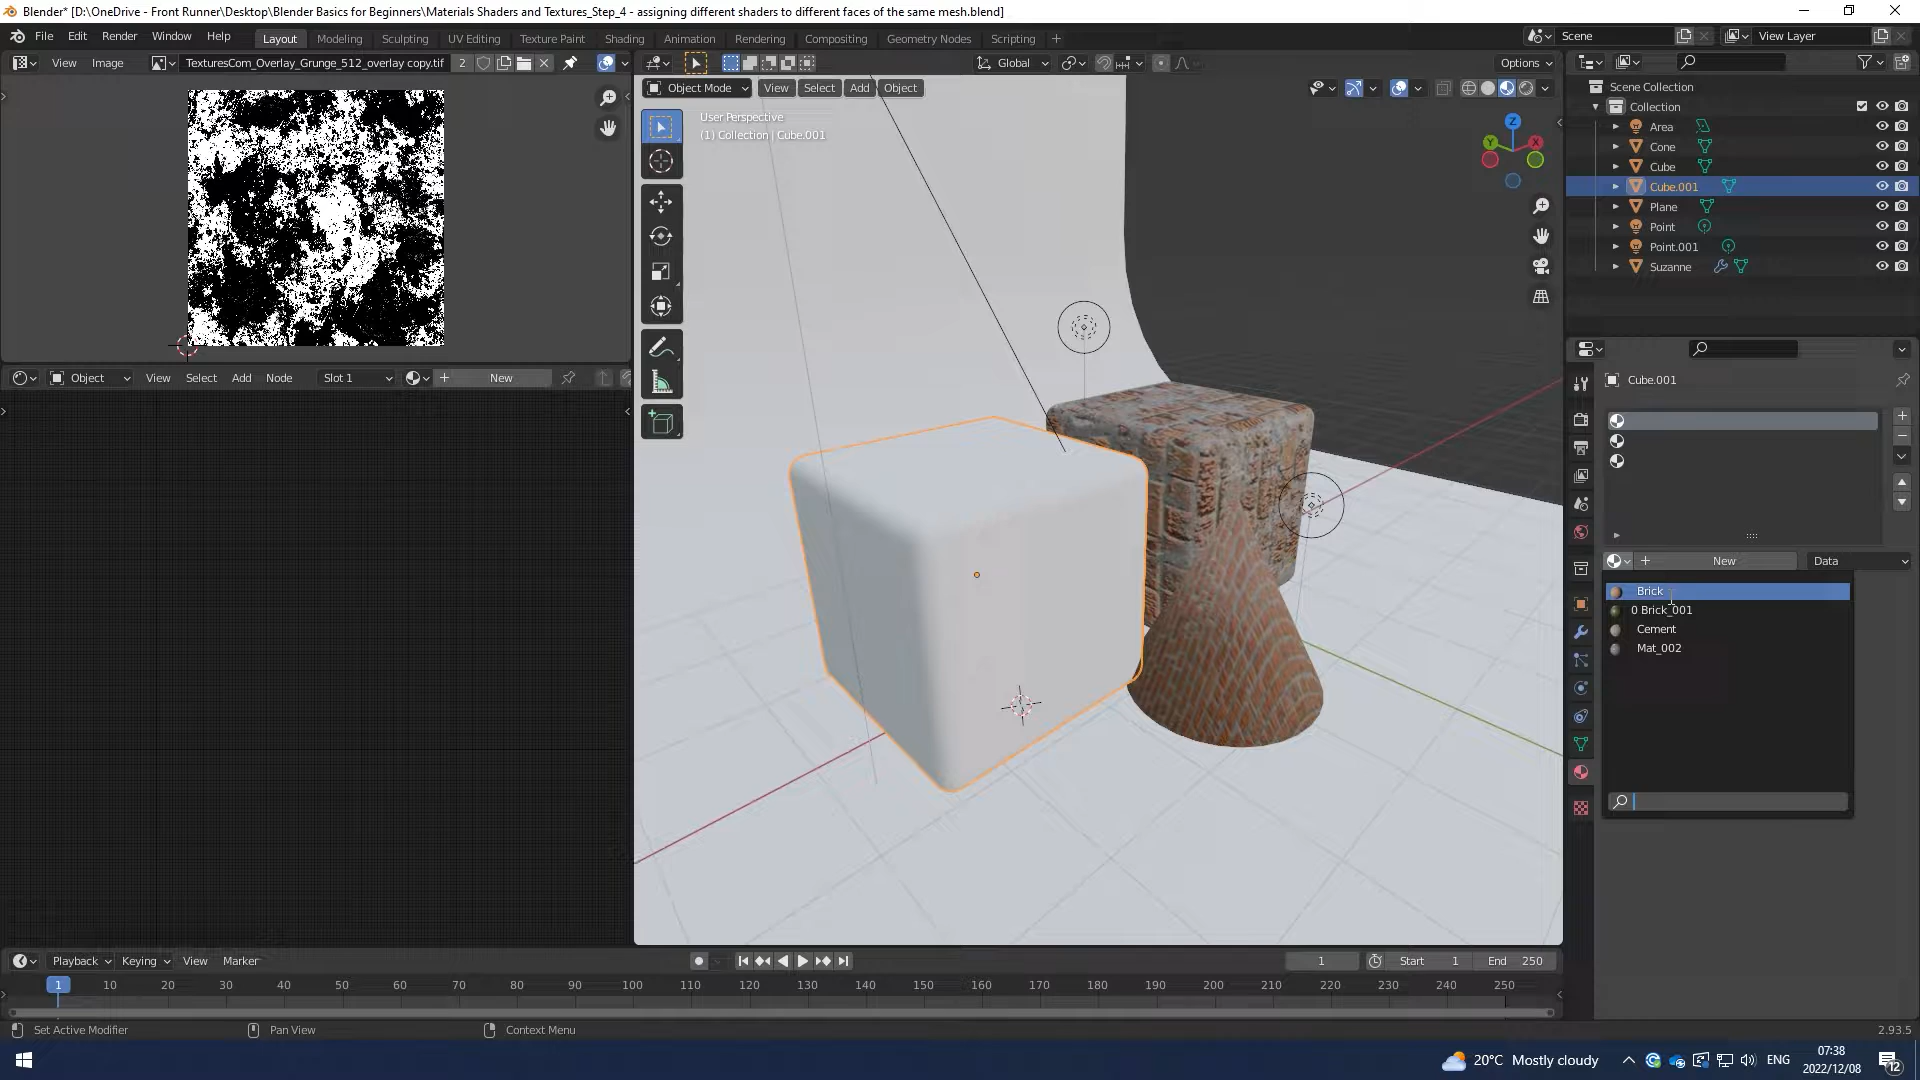 Blender* [D:\OneDrive - Front Runner\Desktop\Blender Basics for Beginners\Materials Shaders and Textures_Step_4 - assigning different shaders to different faces of the same mesh.blend]
File Edit Render Window Help Layout Modeling Sculpting UV Editing Texture Paint Shading Animation Rendering Compositing Geometry Nodes Scripting + Scene View Layer
View Image TexturesCom_Overlay_Grunge_512_overlay copy.tif 2
Global
Options
Object Mode View Select Add Object
User Perspective
(1) Collection | Cube.001
Z
Y
X
Scene Collection
Collection
Area
Cone
Cube
Cube.001
Plane
Point
Point.001
Suzanne
Object View Select Add Node Object Slot 1 New
Cube.001
New Data
Brick
0 Brick_001
Cement
Mat_002
Playback Keying View Marker
1 Start 1 End 250
1 10 20 30 40 50 60 70 80 90 100 110 120 130 140 150 160 170 180 190 200 210 220 230 240 250
Set Active Modifier Pan View Context Menu
2.93.5
20°C Mostly cloudy
ENG
07:38
2022/12/08
12